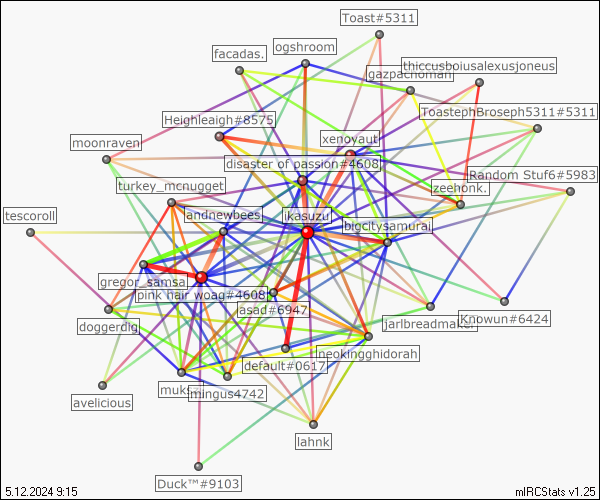 Toast#5311
facadas.
ogshroom
thiccusboiusalexusjoneus
gazpachoman
ToastephBroseph5311#5311
Heighleaigh#8575
xenoyaut
moonraven
disaster of passion#4608
Random Stuf6#5983
turkey_mcnugget
zeehonk.
tescoroll
landnewbees
ikasuzu
bigcitysamurai
gregor_samsa
pink hair woag#4608
asad#6947
doggerdig
jarlbreadmaker
Knowun#6424
neokingghidorah
default#0617
avelicious
mingus4742
lahnk
Duck™#9103
5.12.2024 9:15
mIRCStats v1.25